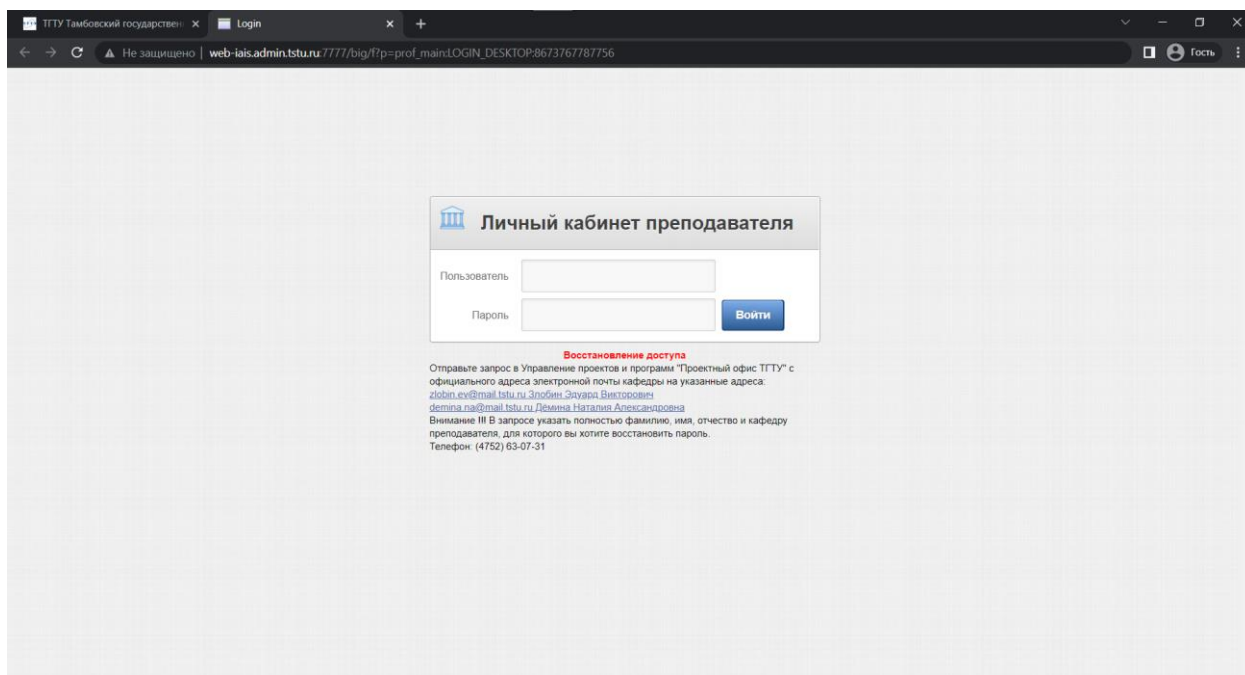 ТГТУ Тамбовский государствен
Login
Не защищено
web-iais.admin.tstu.ru:7777/big/f?p=prof_main:LOGIN_DESKTOP:8673767787756
Гость
Личный кабинет преподавателя
Пользователь
Пароль
Войти
Восстановление доступа
Отправьте запрос в Управление проектов и программ "Проектный офис ТГТУ" с
официального адреса электронной почты кафедры на указанные адреса:
zlobin.ev@mail.tstu.ru Злобин Эдуард Викторович
demina.na@mail.tstu.ru Дёмина Наталия Александровна
Внимание !!! В запросе указать полностью фамилию, имя, отчество и кафедру
преподавателя, для которого вы хотите восстановить пароль.
Телефон: (4752) 63-07-31